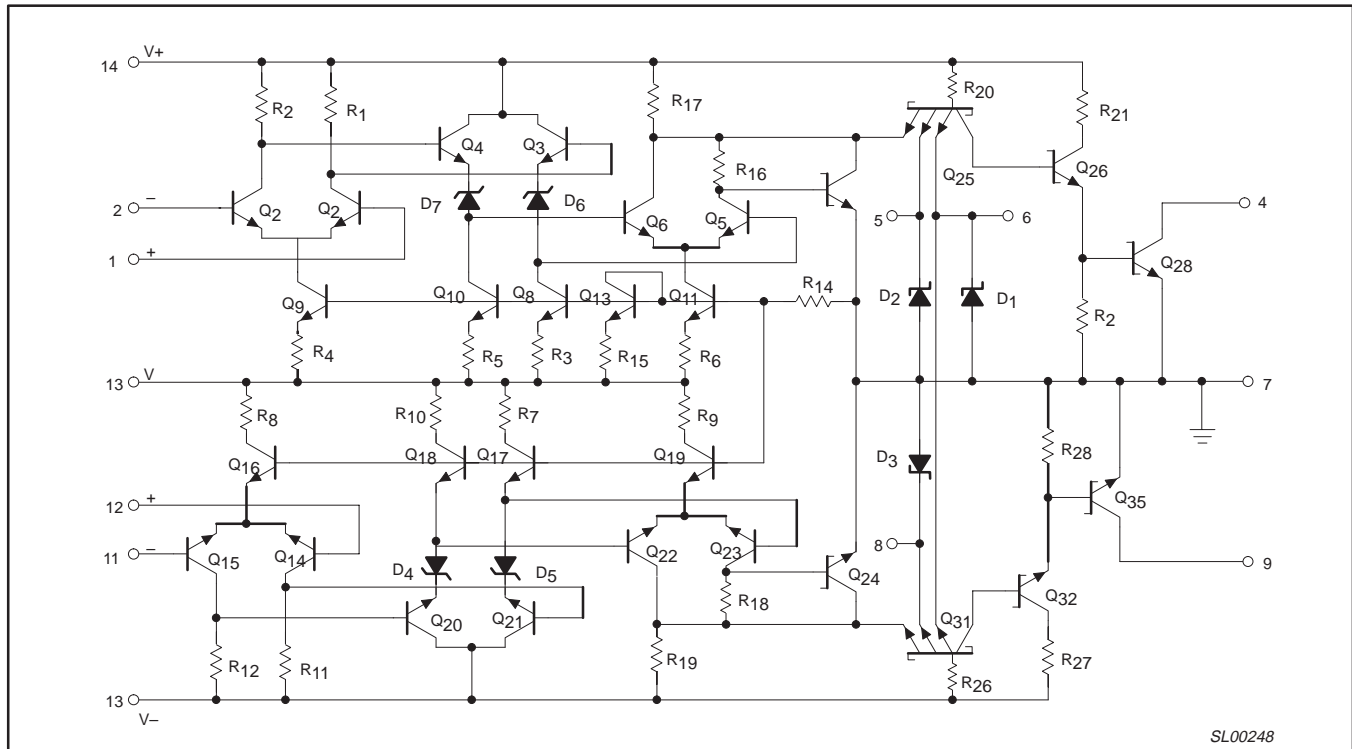 14 V+
R2
R1
R17
R20
R21
Q4
Q3
R16
Q25
Q26
2 –
Q2
Q2
D7
D6
Q6
Q5
5
6
4
1 +
Q28
Q9
Q10
Q8
Q13
Q11
R14
D2
D1
R2
R4
R5
R3
R15
R6
13 V
7
R8
R10
R7
R9
R28
Q16
Q18
Q17
Q19
D3
Q35
12 +
11 –
Q15
Q14
D4
D5
Q22
Q23
8
9
Q24
Q20
Q21
R18
Q31
Q32
R12
R11
R19
R26
R27
13
V–
SL00248